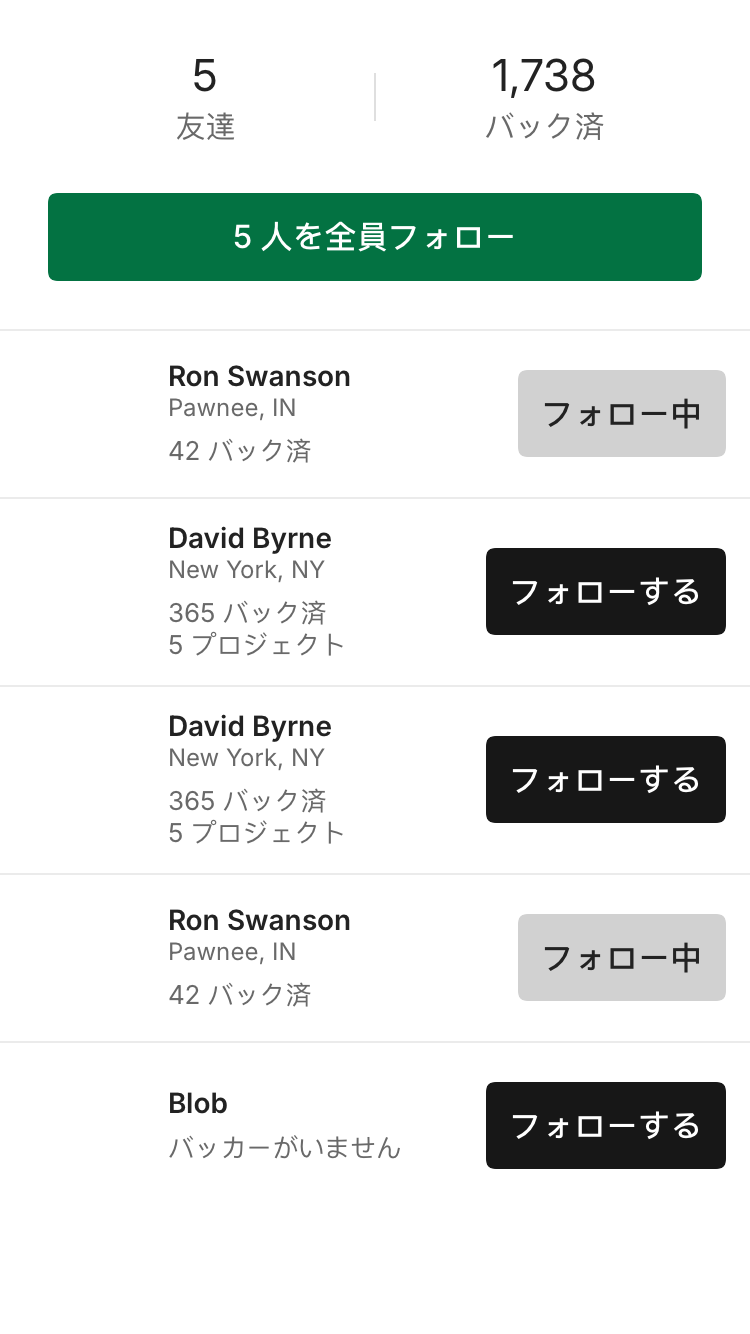 5
友達
1,738
バック済
5 人を全員フォロー
Ron Swanson
Pawnee, IN
42 バック済
フォロー中
David Byrne
New York, NY
365 バック済
5 プロジェクト
フォローする
David Byrne
New York, NY
365 バック済
5 プロジェクト
フォローする
Ron Swanson
Pawnee, IN
42 バック済
フォロー中
Blob
バッカーがいません
フォローする